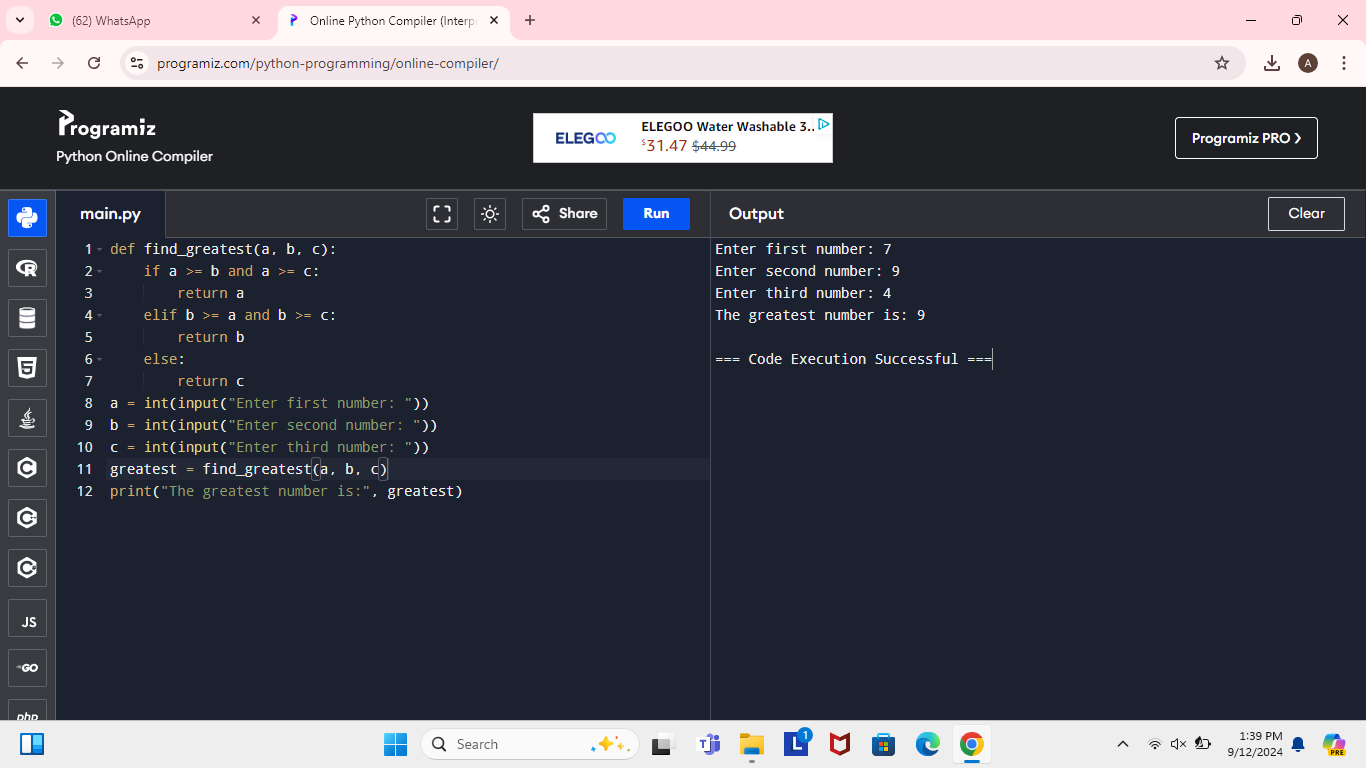 (62) WhatsApp
Online Python Compiler (Interp
programiz.com/python-programming/online-compiler/
A
Programiz
Python Online Compiler
ELEGOO
ELEGOO Water Washable 3..
$31.47 $44.99
Programiz PRO
main.py
Share
Run
Output
Clear
1 def find_greatest(a, b, c):
2     if a >= b and a >= c:
3         return a
4     elif b >= a and b >= c:
5         return b
6     else:
7         return c
8 a = int(input("Enter first number: "))
9 b = int(input("Enter second number: "))
10 c = int(input("Enter third number: "))
11 greatest = find_greatest(a, b, c)
12 print("The greatest number is:", greatest)
Enter first number: 7
Enter second number: 9
Enter third number: 4
The greatest number is: 9
=== Code Execution Successful ===
R
5
C
C
C
JS
GO
php
Search
T
L
1
1:39 PM
9/12/2024
PRE